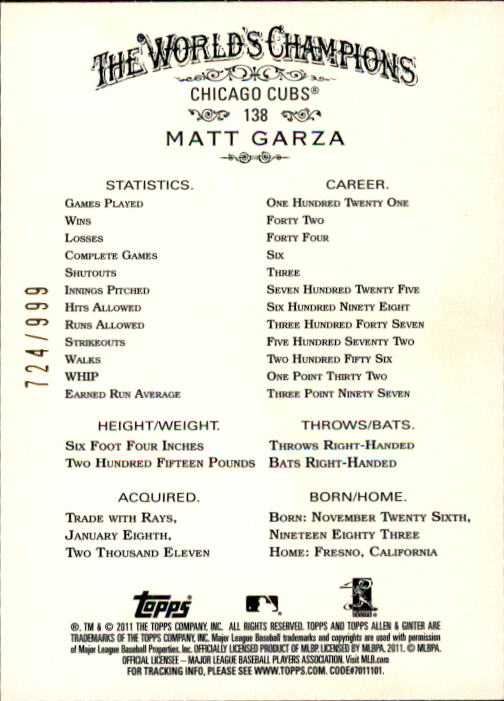 THE WORLD'S CHAMPIONS
CHICAGO CUBS®
138
MATT GARZA
STATISTICS. CAREER.
GAMES PLAYED ONE HUNDRED TWENTY ONE
WINS FORTY TWO
LOSSES FORTY FOUR
COMPLETE GAMES SIX
SHUTOUTS THREE
INNINGS PITCHED SEVEN HUNDRED TWENTY FIVE
HITS ALLOWED SIX HUNDRED NINETY EIGHT
RUNS ALLOWED THREE HUNDRED FORTY SEVEN
STRIKEOUTS FIVE HUNDRED SEVENTY TWO
WALKS TWO HUNDRED FIFTY SIX
WHIP ONE POINT THIRTY TWO
EARNED RUN AVERAGE THREE POINT NINETY SEVEN
724/999
HEIGHT/WEIGHT. THROWS/BATS.
SIX FOOT FOUR INCHES THROWS RIGHT-HANDED
TWO HUNDRED FIFTEEN POUNDS BATS RIGHT-HANDED
ACQUIRED. BORN/HOME.
TRADE WITH RAYS, BORN: NOVEMBER TWENTY SIXTH,
JANUARY EIGHTH, NINETEEN EIGHTY THREE
TWO THOUSAND ELEVEN HOME: FRESNO, CALIFORNIA
Topps
®, TM & © 2011 THE TOPPS COMPANY, INC. ALL RIGHTS RESERVED. TOPPS AND TOPPS ALLEN & GINTER ARE
TRADEMARKS OF THE TOPPS COMPANY, INC. Major League Baseball trademarks and copyrights are used with permission
of Major League Baseball Properties, Inc. OFFICIALLY LICENSED PRODUCT OF MLBP. LICENSED BY MLBPA, 2011. © MLBPA.
OFFICIAL LICENSEE – MAJOR LEAGUE BASEBALL PLAYERS ASSOCIATION. Visit MLB.com
FOR TRACKING INFO, PLEASE SEE WWW.TOPPS.COM. CODE#7011101.